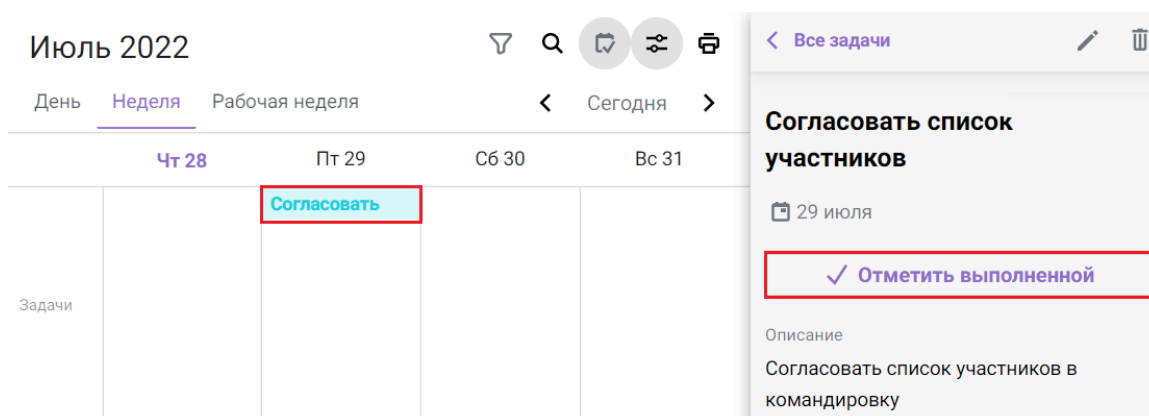 Июль 2022
День Неделя Рабочая неделя Сегодня
Чт 28 Пт 29 Сб 30 Вс 31
Согласовать
Задачи
Все задачи
Согласовать список
участников
29 июля
Отметить выполненной
Описание
Согласовать список участников в
командировку